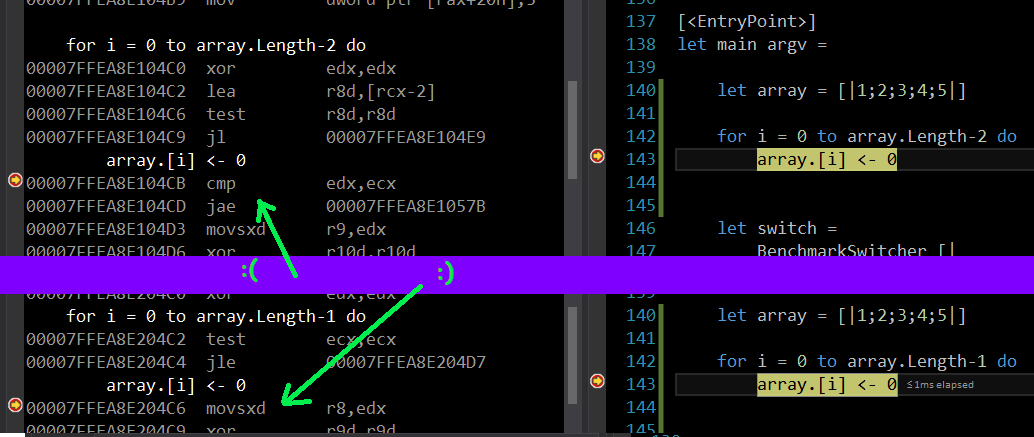 00007FFEA8E104B9 mov dword ptr [rax+20h],5
for i = 0 to array.Length-2 do
00007FFEA8E104C0 xor edx,edx
00007FFEA8E104C2 lea r8d,[rcx-2]
00007FFEA8E104C6 test r8d,r8d
00007FFEA8E104C9 jl 00007FFEA8E104E9
array.[i] <- 0
00007FFEA8E104CB cmp edx,ecx
00007FFEA8E104CD jae 00007FFEA8E1057B
00007FFEA8E104D3 movsxd r9,edx
00007FFEA8E104D6 xor r10d,r10d
136
137 [<EntryPoint>]
138 let main argv =
139
140 let array = [|1;2;3;4;5|]
141
142 for i = 0 to array.Length-2 do
143 array.[i] <- 0
144
145
146 let switch =
147 BenchmarkSwitcher [|
:( :)
00007FFEA8E204C0 xor edx,edx
for i = 0 to array.Length-1 do
00007FFEA8E204C2 test ecx,ecx
00007FFEA8E204C4 jle 00007FFEA8E204D7
array.[i] <- 0
00007FFEA8E204C6 movsxd r8,edx
00007FFEA8E204C9 xor r9d,r9d
139
140 let array = [|1;2;3;4;5|]
141
142 for i = 0 to array.Length-1 do
143 array.[i] <- 0 ≤1ms elapsed
144
145